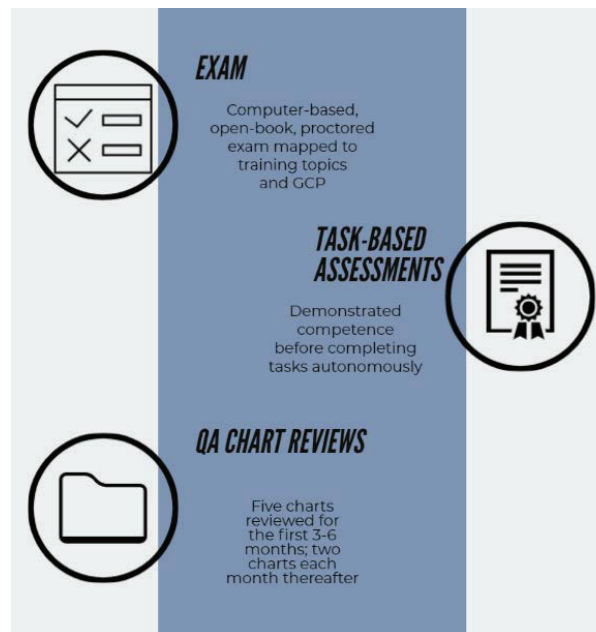 EXAM
Computer-based,
open-book, proctored
exam mapped to
training topics
and GCP
TASK-BASED
ASSESSMENTS
Demonstrated
competence
before completing
tasks autonomously
QA CHART REVIEWS
Five charts
reviewed for
the first 3-6
months; two
charts each
month thereafter